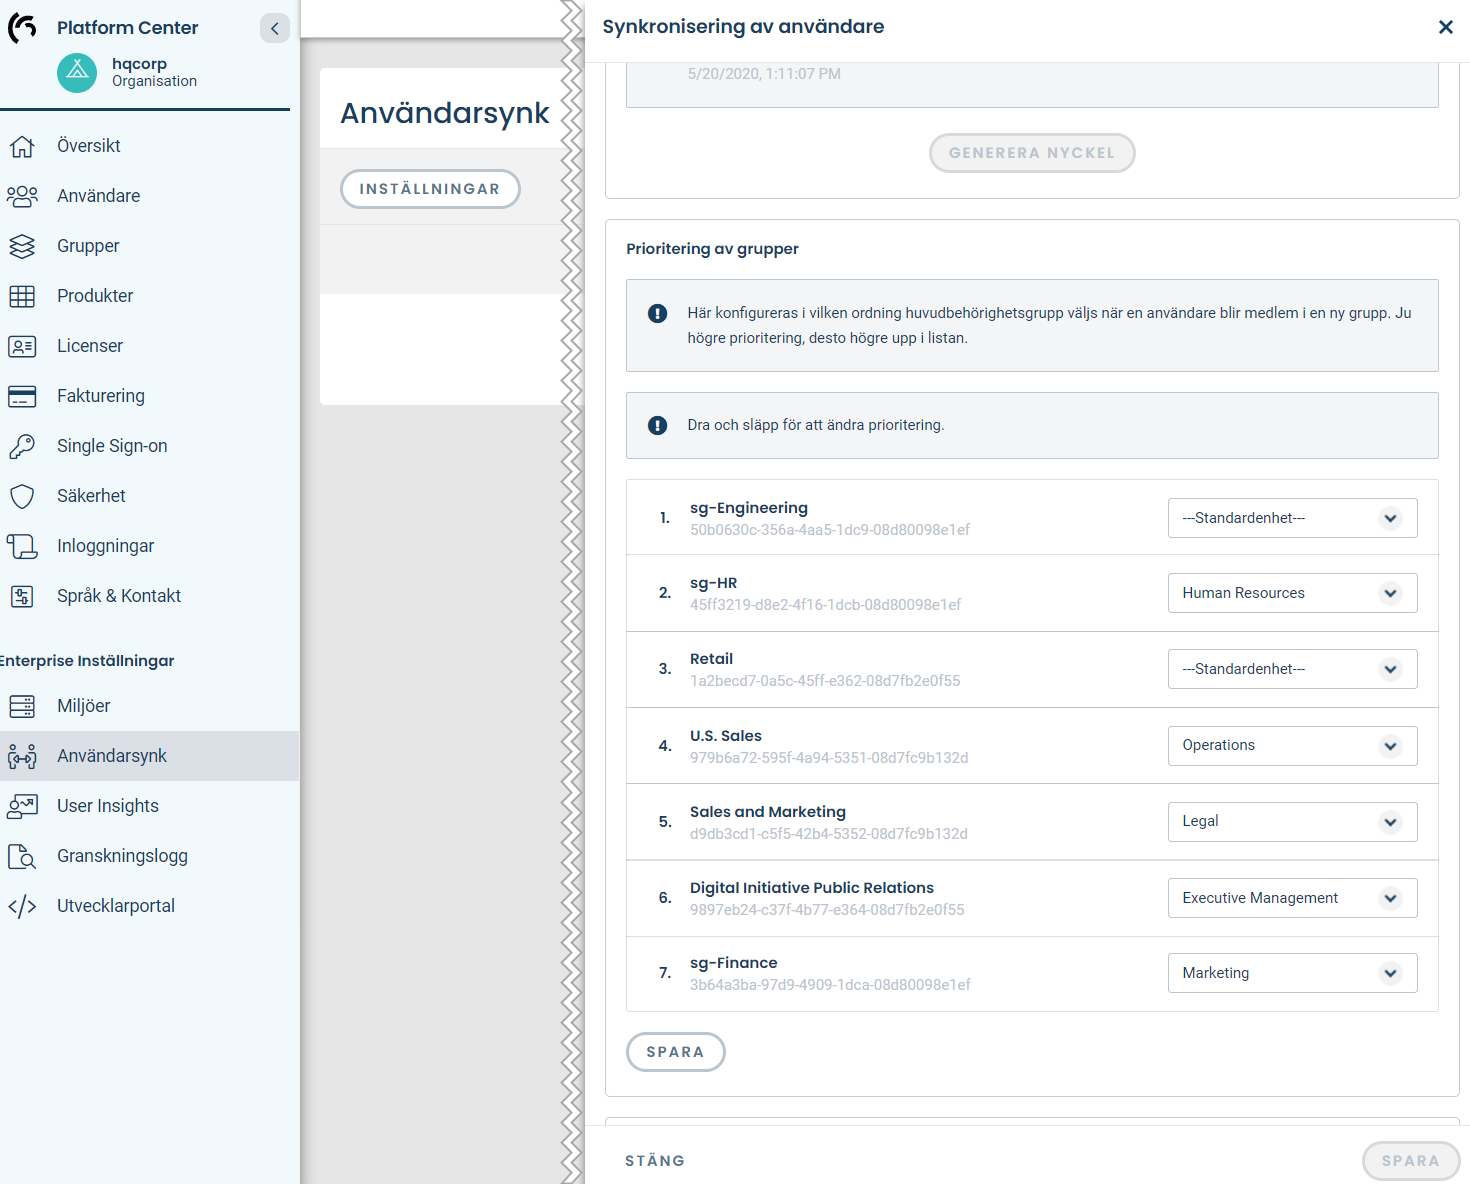 Platform Center
hqcorp
Organisation
Översikt
Användare
Grupper
Produkter
Licenser
Fakturering
Single Sign-on
Säkerhet
Inloggningar
Språk & Kontakt
Enterprise Inställningar
Miljöer
Användarsynk
User Insights
Granskningslogg
Utvecklarportal
Användarsynk
INSTÄLLNINGAR
Synkronisering av användare
5/20/2020, 1:11:07 PM
GENERERA NYCKEL
Prioritering av grupper
Här konfigureras i vilken ordning huvudbehörighetsgrupp väljs när en användare blir medlem i en ny grupp. Ju
högre prioritering, desto högre upp i listan.
Dra och släpp för att ändra prioritering.
1. sg-Engineering
50b0630c-356a-4aa5-1dc9-08d80098e1ef
---Standardenhet---
2. sg-HR
45ff3219-d8e2-4f16-1dcb-08d80098e1ef
Human Resources
3. Retail
1a2becd7-0a5c-45ff-e362-08d7fb2e0f55
---Standardenhet---
4. U.S. Sales
979b6a72-595f-4a94-5351-08d7fc9b132d
Operations
5. Sales and Marketing
d9db3cd1-c5f5-42b4-5352-08d7fc9b132d
Legal
6. Digital Initiative Public Relations
9897eb24-c37f-4b77-e364-08d7fb2e0f55
Executive Management
7. sg-Finance
3b64a3ba-97d9-4909-1dca-08d80098e1ef
Marketing
SPARA
STÄNG
SPARA